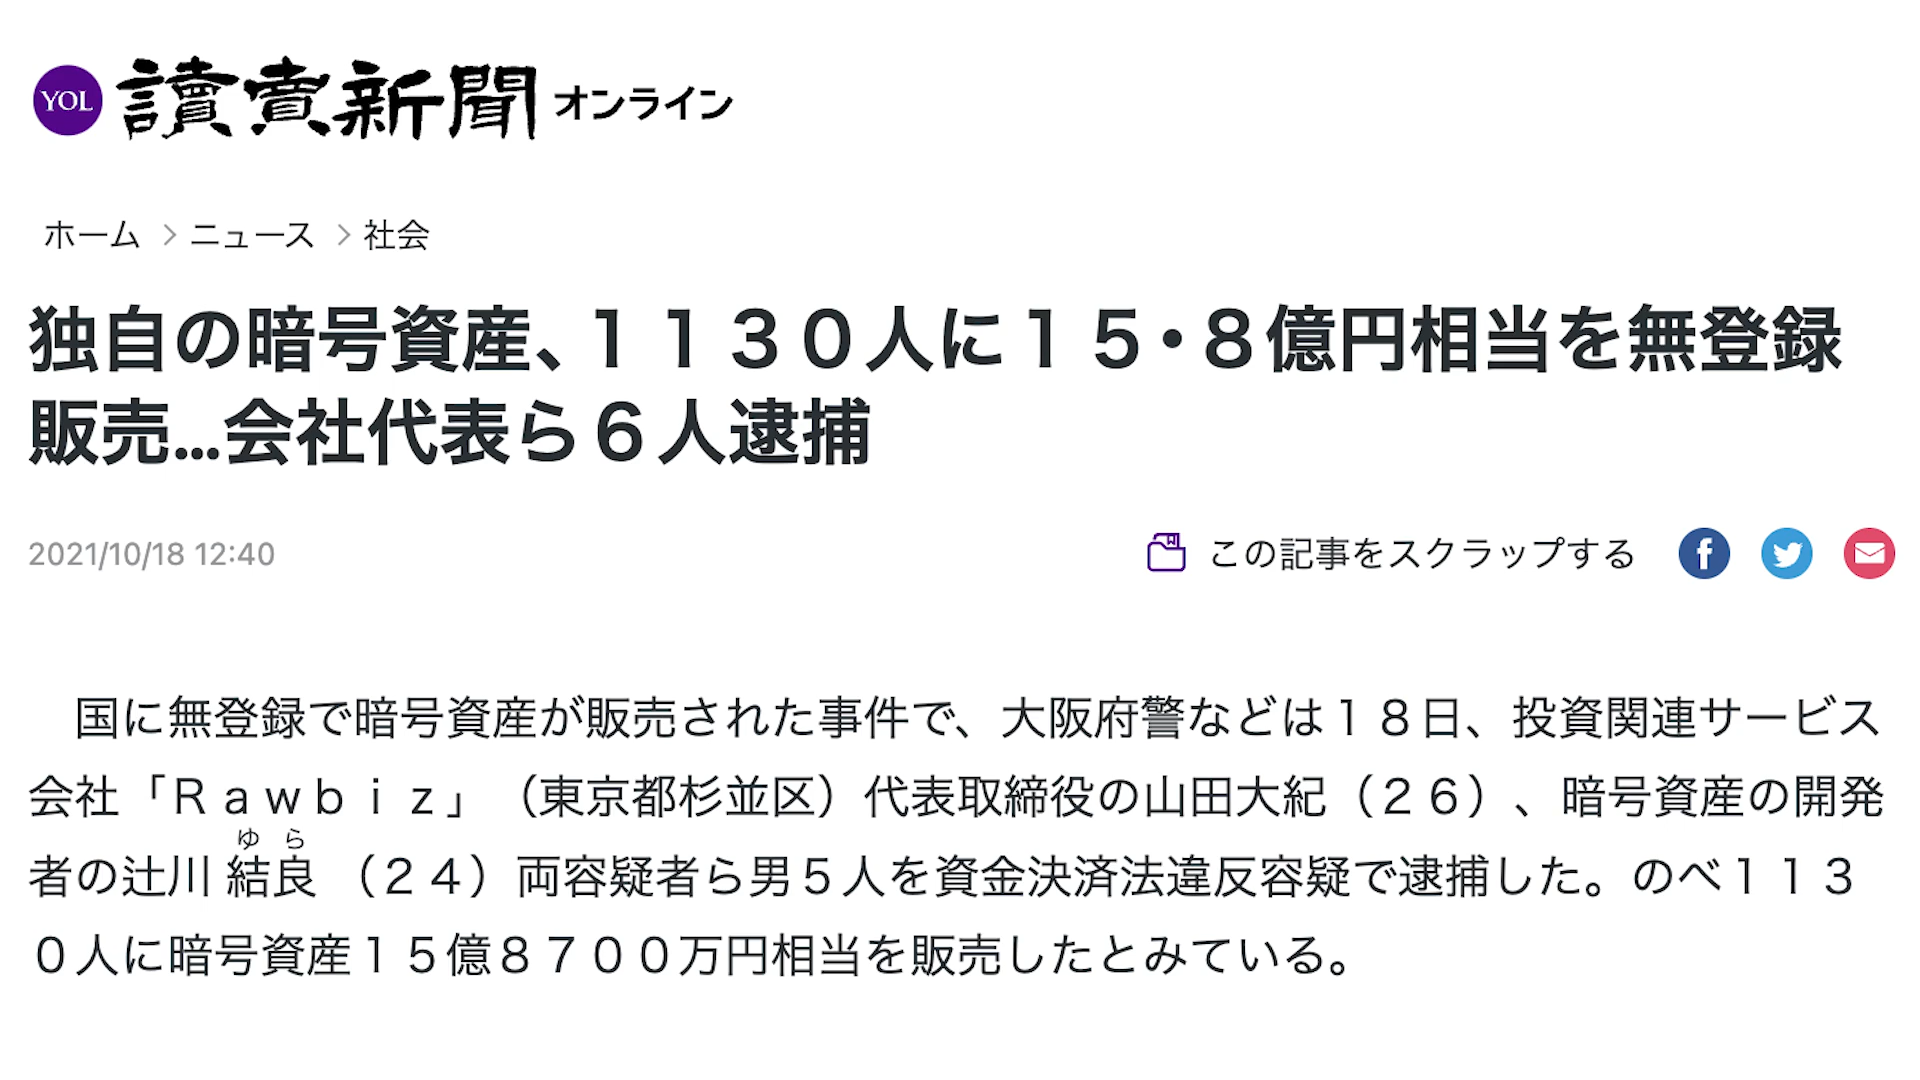 YOL 讀賣新聞 オンライン
ホーム > ニュース > 社会
独自の暗号資産、１１３０人に１５・８億円相当を無登録
販売…会社代表ら６人逮捕
2021/10/18 12:40
この記事をスクラップする
国に無登録で暗号資産が販売された事件で、大阪府警などは１８日、投資関連サービス
会社「Ｒａｗｂｉｚ」（東京都杉並区）代表取締役の山田大紀（２６）、暗号資産の開発
ゆら
者の辻川結良（２４）両容疑者ら男５人を資金決済法違反容疑で逮捕した。のべ１１３
０人に暗号資産１５億８７００万円相当を販売したとみている。